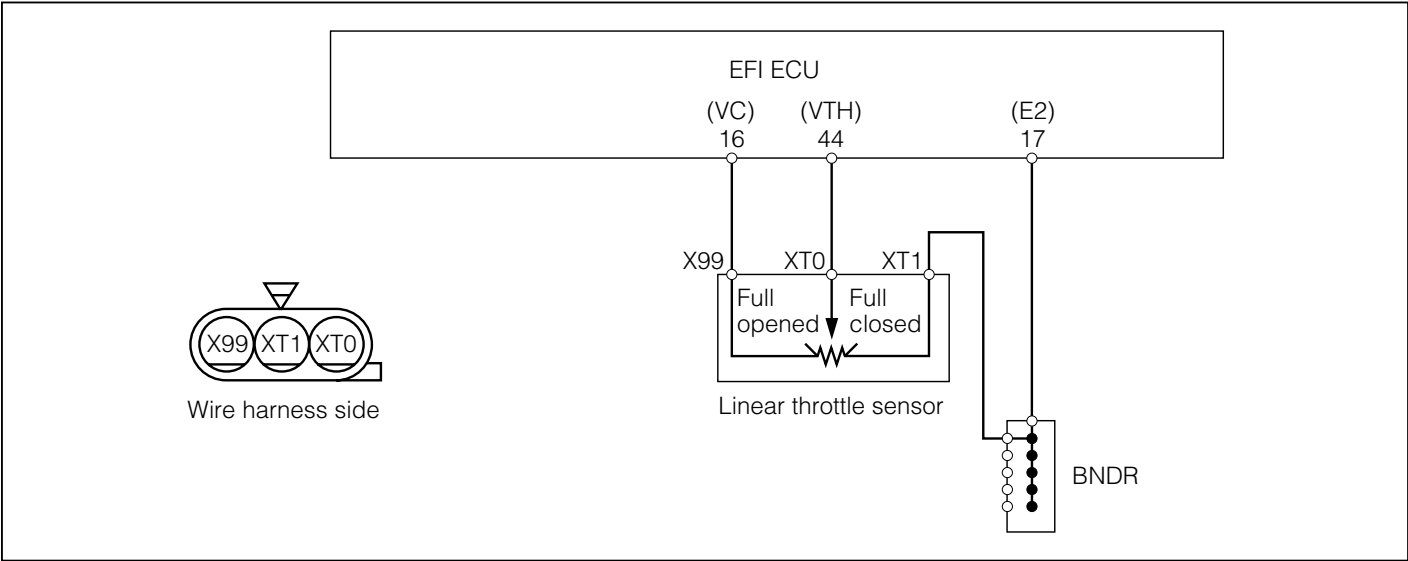 EFI ECU
(VC) (VTH) (E2)
16 44 17
X99 XT0 XT1
Full Full
opened closed
X99 XT1 XT0
Wire harness side
Linear throttle sensor
BNDR